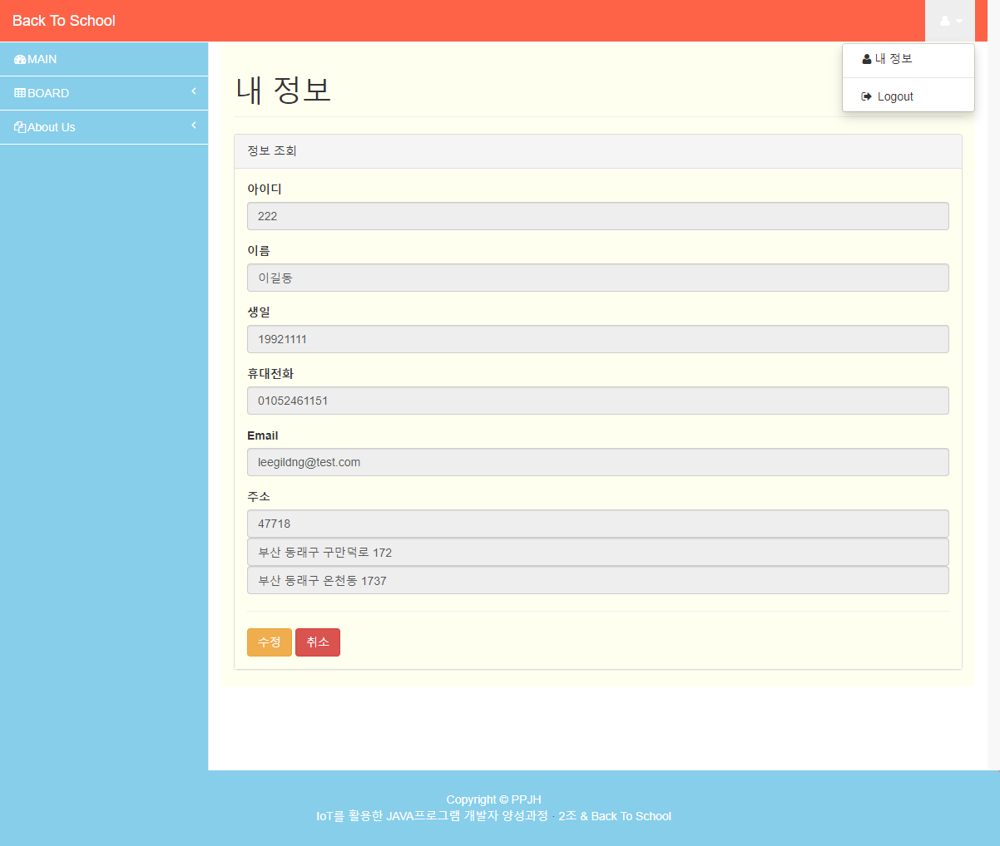 Back To School
MAIN
BOARD
About Us
내 정보
Logout
내 정보
정보 조회
아이디
222
이름
이길동
생일
19921111
휴대전화
01052461151
Email
leegildng@test.com
주소
47718
부산 동래구 구만덕로 172
부산 동래구 온천동 1737
수정 취소
Copyright © PPJH
IoT를 활용한 JAVA프로그램 개발자 양성과정 · 2조 & Back To School